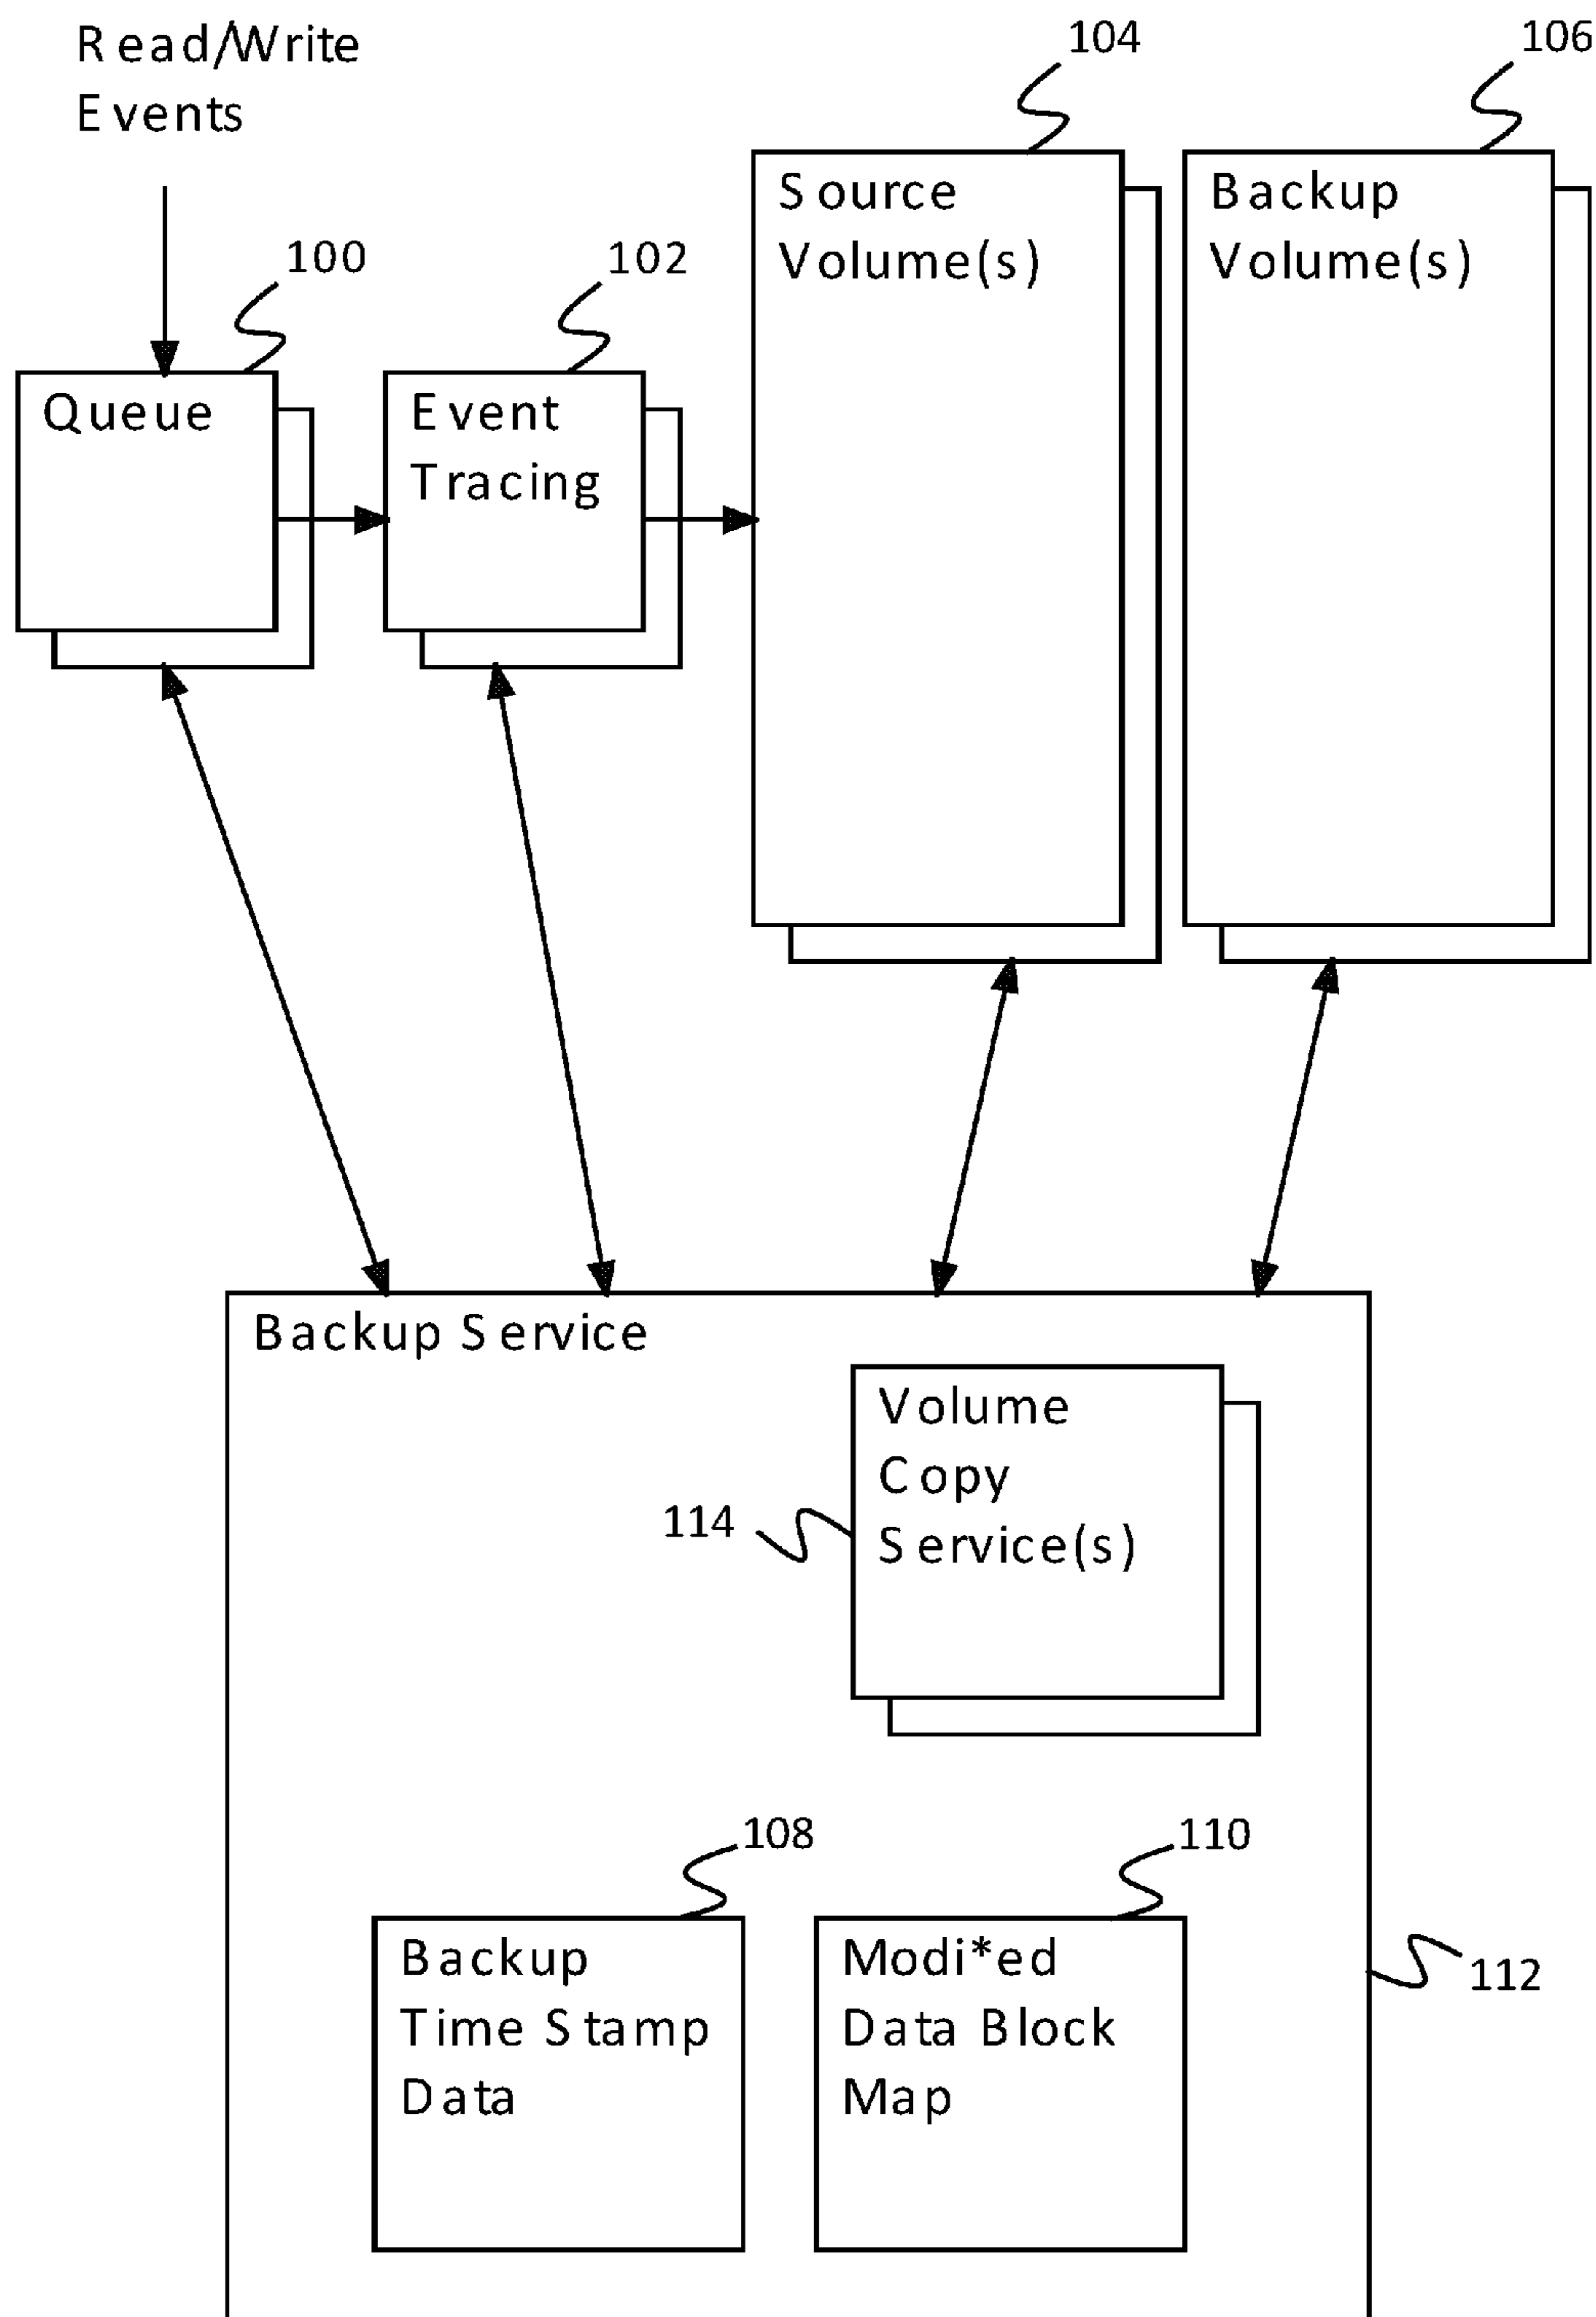 Read/Write
Events
104
106
Source
Volume(s)
Backup
Volume(s)
100
102
Queue
Event
Tracing
Backup Service
Volume
Copy
Service(s)
114
108
110
Backup
Time Stamp
Data
Modi*ed
Data Block
Map
112